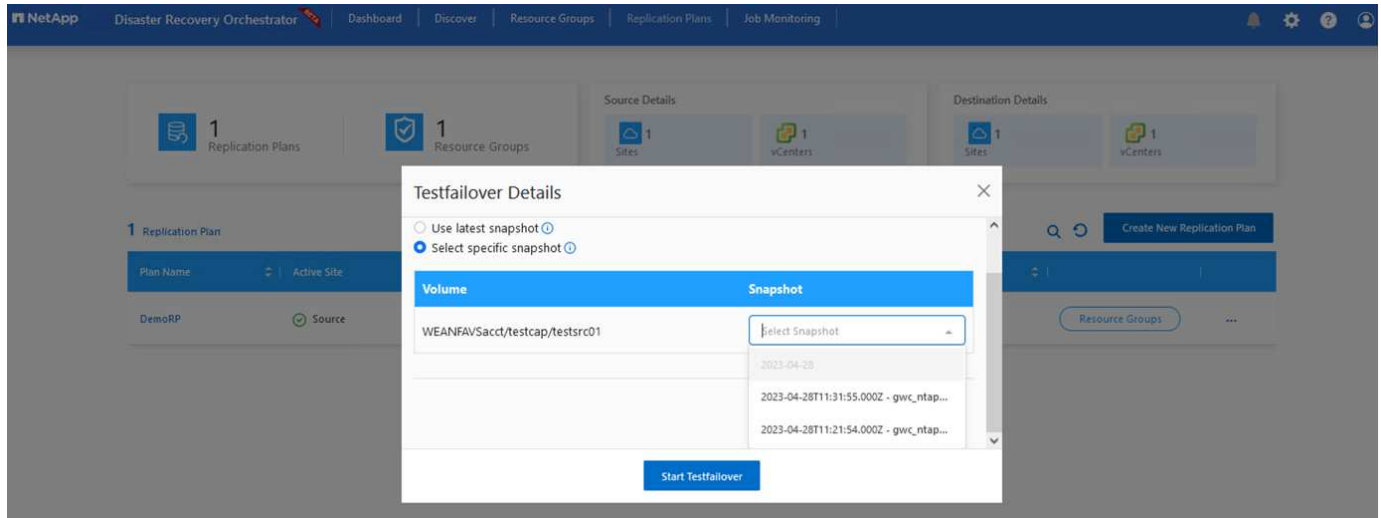 NetApp Disaster Recovery Orchestrator Dashboard Discover Resource Groups Replication Plans Job Monitoring
1
Replication Plans
1
Resource Groups
Source Details
1
Sites
1
vCenters
Destination Details
1
Sites
1
vCenters
Testfailover Details
Use latest snapshot
Select specific snapshot
1 Replication Plan
Create New Replication Plan
Plan Name Active Site
Volume Snapshot
DemoRP Source
WEANFAVSacct/testcap/testsrc01
Select Snapshot
Resource Groups ...
2023-04-28
2023-04-28T11:31:55.000Z - gwc_ntap...
2023-04-28T11:21:54.000Z - gwc_ntap...
Start Testfailover